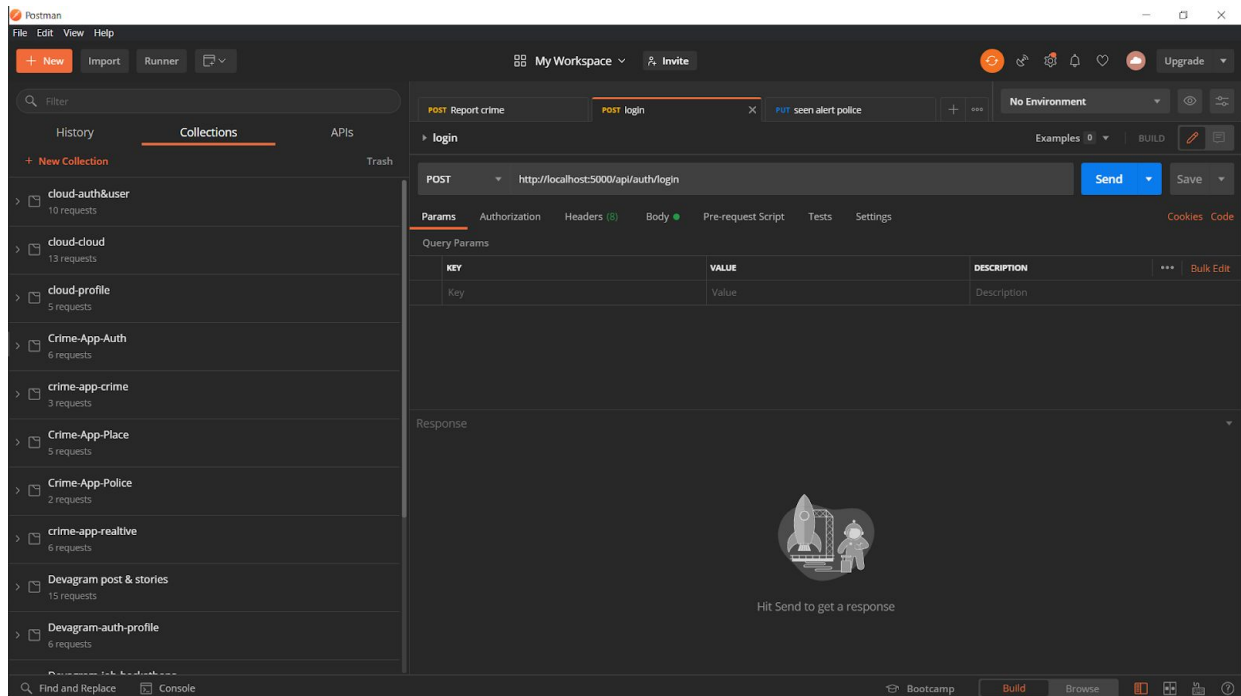 Postman
File Edit View Help
+ New Import Runner My Workspace Invite Upgrade
Filter
History Collections APIs
+ New Collection Trash
cloud-auth&user
10 requests
cloud-cloud
13 requests
cloud-profile
5 requests
Crime-App-Auth
6 requests
crime-app-crime
3 requests
Crime-App-Place
5 requests
Crime-App-Police
2 requests
crime-app-realtive
6 requests
Devagram post & stories
15 requests
Devagram-auth-profile
6 requests
POST Report crime POST login PUT seen alert police No Environment
login Examples 0 BUILD
POST http://localhost:5000/api/auth/login Send Save
Params Authorization Headers (8) Body Pre-request Script Tests Settings Cookies Code
Query Params
KEY VALUE DESCRIPTION Bulk Edit
Key Value Description
Response
Hit Send to get a response
Find and Replace Console Bootcamp Build Browse